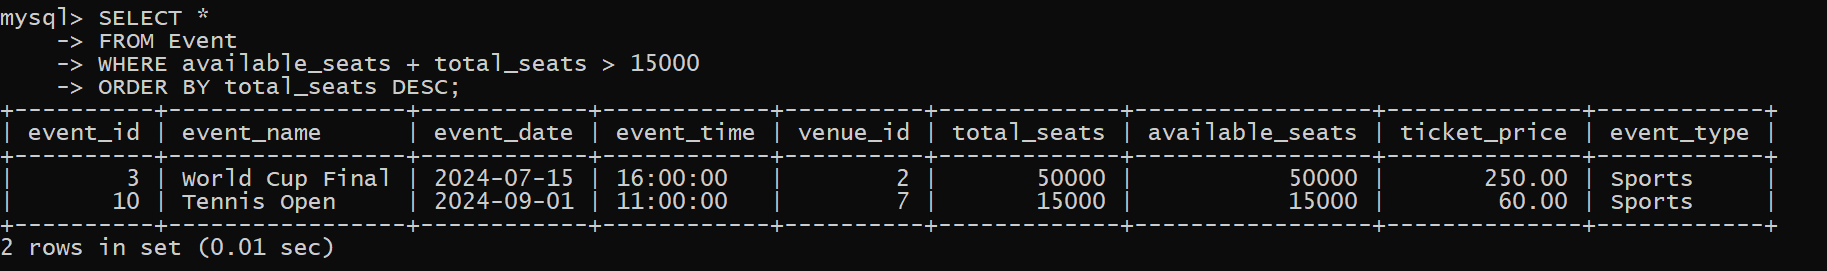 mysql> SELECT *
    -> FROM Event
    -> WHERE available_seats + total_seats > 15000
    -> ORDER BY total_seats DESC;
+----------+-----------------+------------+------------+----------+-------------+-----------------+--------------+------------+
| event_id | event_name      | event_date | event_time | venue_id | total_seats | available_seats | ticket_price | event_type |
+----------+-----------------+------------+------------+----------+-------------+-----------------+--------------+------------+
|        3 | World Cup Final | 2024-07-15 | 16:00:00   |        2 |       50000 |           50000 |       250.00 | Sports     |
|       10 | Tennis Open     | 2024-09-01 | 11:00:00   |        7 |       15000 |           15000 |        60.00 | Sports     |
+----------+-----------------+------------+------------+----------+-------------+-----------------+--------------+------------+
2 rows in set (0.01 sec)